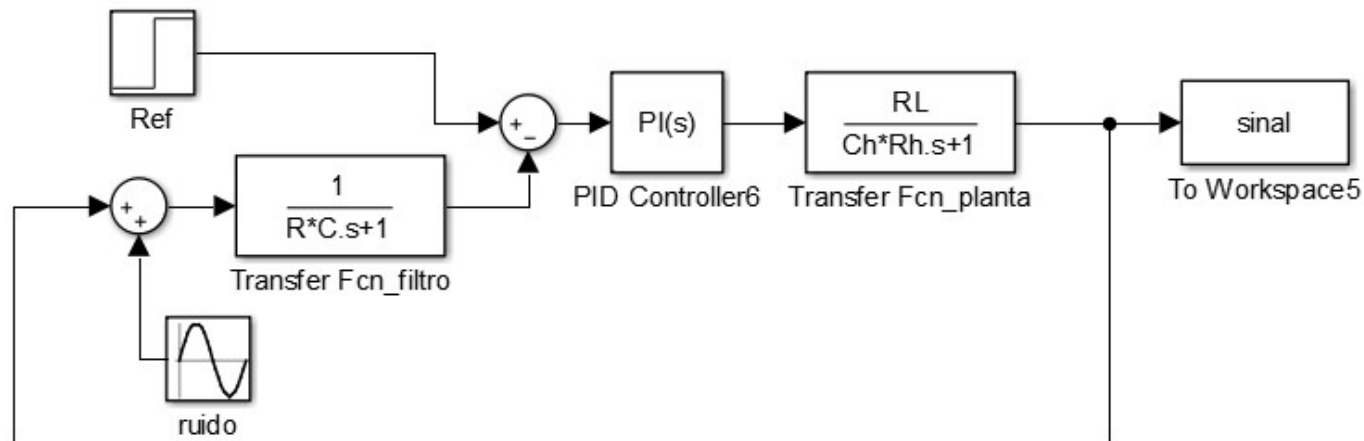 Ref
+
−
PI(s)
PID Controller6
RL
Ch*Rh.s+1
Transfer Fcn_planta
sinal
To Workspace5
+
+
1
R*C.s+1
Transfer Fcn_filtro
ruido